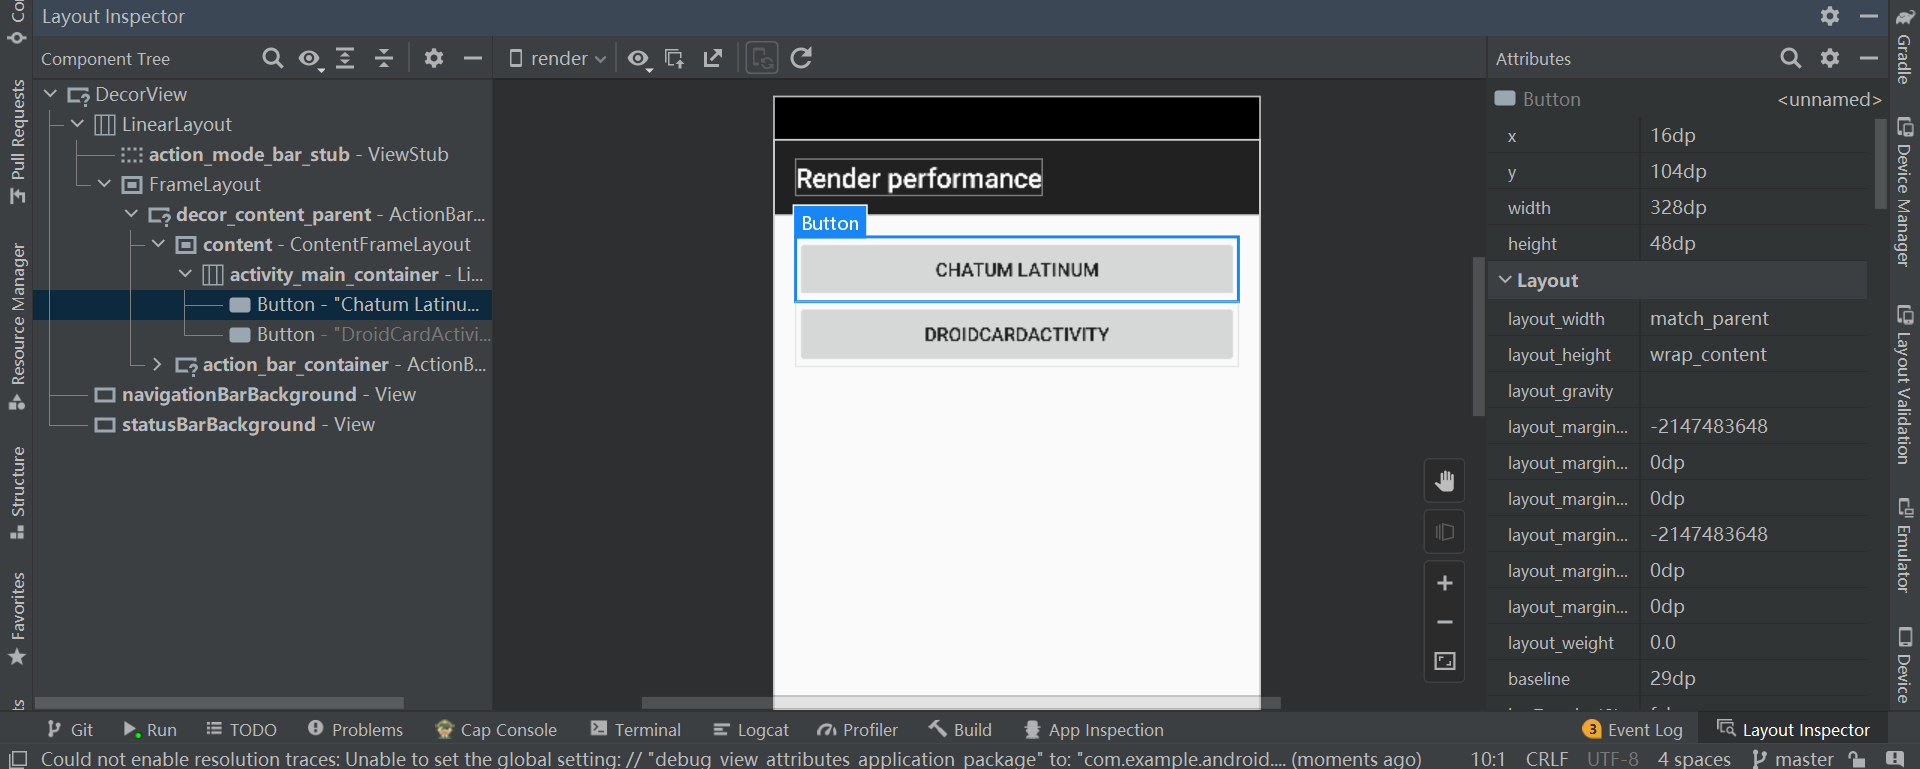 Layout Inspector
Component Tree
render
Attributes
DecorView
LinearLayout
action_mode_bar_stub - ViewStub
FrameLayout
decor_content_parent - ActionBar...
content - ContentFrameLayout
activity_main_container - Li...
Button - "Chatum Latinu...
Button - "DroidCardActivi...
action_bar_container - ActionB...
navigationBarBackground - View
statusBarBackground - View
Render performance
Button
CHATUM LATINUM
DROIDCARDACTIVITY
Button <unnamed>
x 16dp
y 104dp
width 328dp
height 48dp
Layout
layout_width match_parent
layout_height wrap_content
layout_gravity
layout_margin... -2147483648
layout_margin... 0dp
layout_margin... 0dp
layout_margin... -2147483648
layout_margin... 0dp
layout_margin... 0dp
layout_weight 0.0
baseline 29dp
Pull Requests
Resource Manager
Structure
Favorites
Gradle
Device Manager
Layout Validation
Emulator
Device
Git Run TODO Problems Cap Console Terminal Logcat Profiler Build App Inspection 3 Event Log Layout Inspector
Could not enable resolution traces: Unable to set the global setting: // "debug_view_attributes_application_package" to: "com.example.android.... (moments ago) 10:1 CRLF UTF-8 4 spaces master